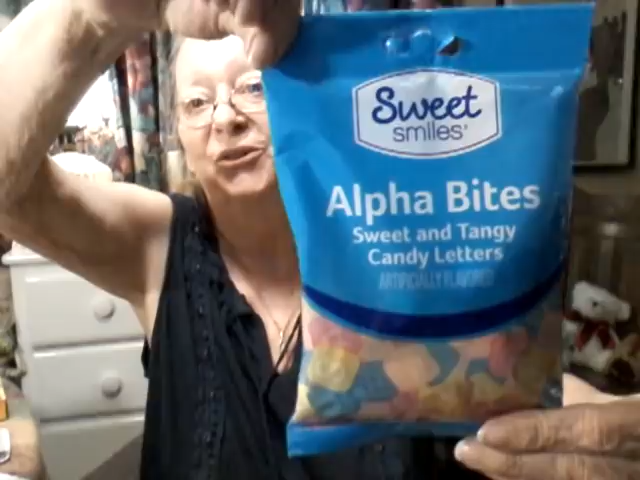 Sweet
smiles
Alpha Bites
Sweet and Tangy
Candy Letters
ARTIFICIALLY FLAVORED